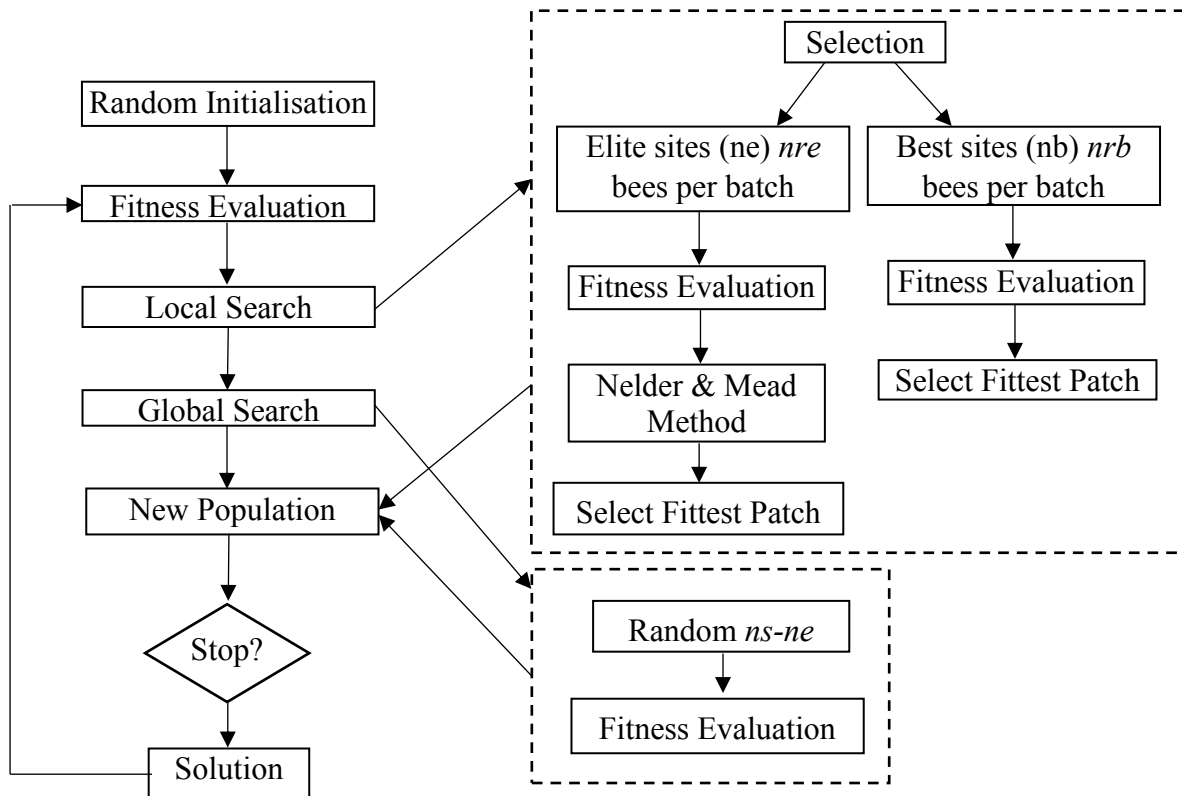 Random Initialisation
Fitness Evaluation
Local Search
Global Search
New Population
Stop?
Solution
Selection
Elite sites (ne) nre
bees per batch
Fitness Evaluation
Nelder & Mead
Method
Select Fittest Patch
Best sites (nb) nrb
bees per batch
Fitness Evaluation
Select Fittest Patch
Random ns-ne
Fitness Evaluation